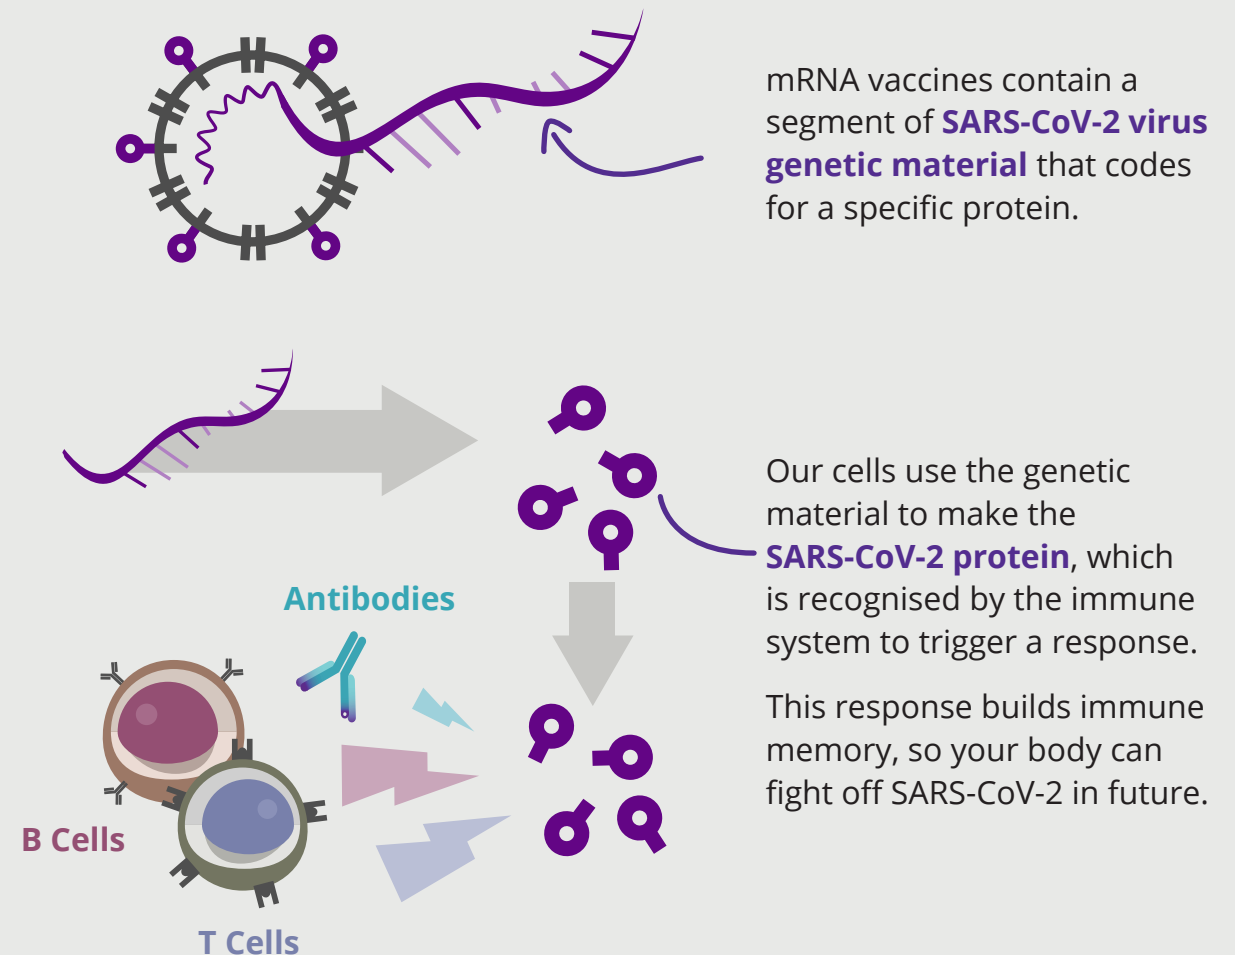 mRNA vaccines contain a
segment of SARS-CoV-2 virus
genetic material that codes
for a specific protein.
Our cells use the genetic
material to make the
SARS-CoV-2 protein, which
is recognised by the immune
system to trigger a response.
This response builds immune
memory, so your body can
fight off SARS-CoV-2 in future.
Antibodies
B Cells
T Cells